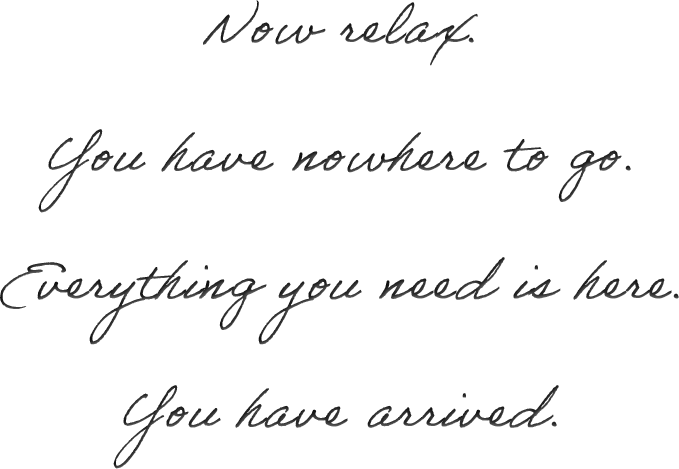 Now relax.
You have nowhere to go.
Everything you need is here.
You have arrived.